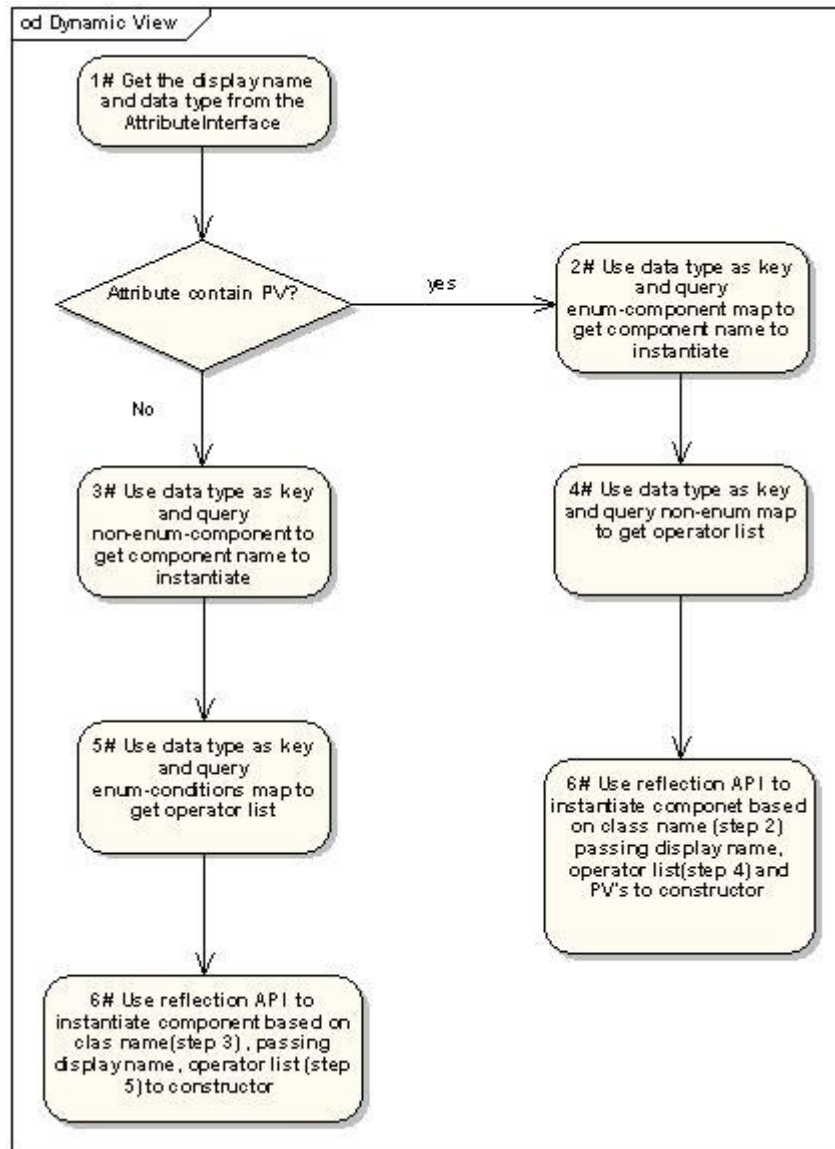 od Dynamic View
1# Get the display name
and data type from the
AttributeInterface
Attribute contain PV?
yes
2# Use data type as key
and query
enum-component map to
get component name to
instantiate
No
3# Use data type as key
and query
non-enum-component to
get component name to
instantiate
4# Use data type as key
and query non-enum map
to get operator list
5# Use data type as key
and query
enum-conditions map to
get operator list
6# Use reflection API to
instantiate componet based
on class name (step 2)
passing display name,
operator list(step 4) and
PV's to constructor
6# Use reflection API to
instantiate component based on
clas name(step 3) , passing
display name, operator list (step
5) to constructor